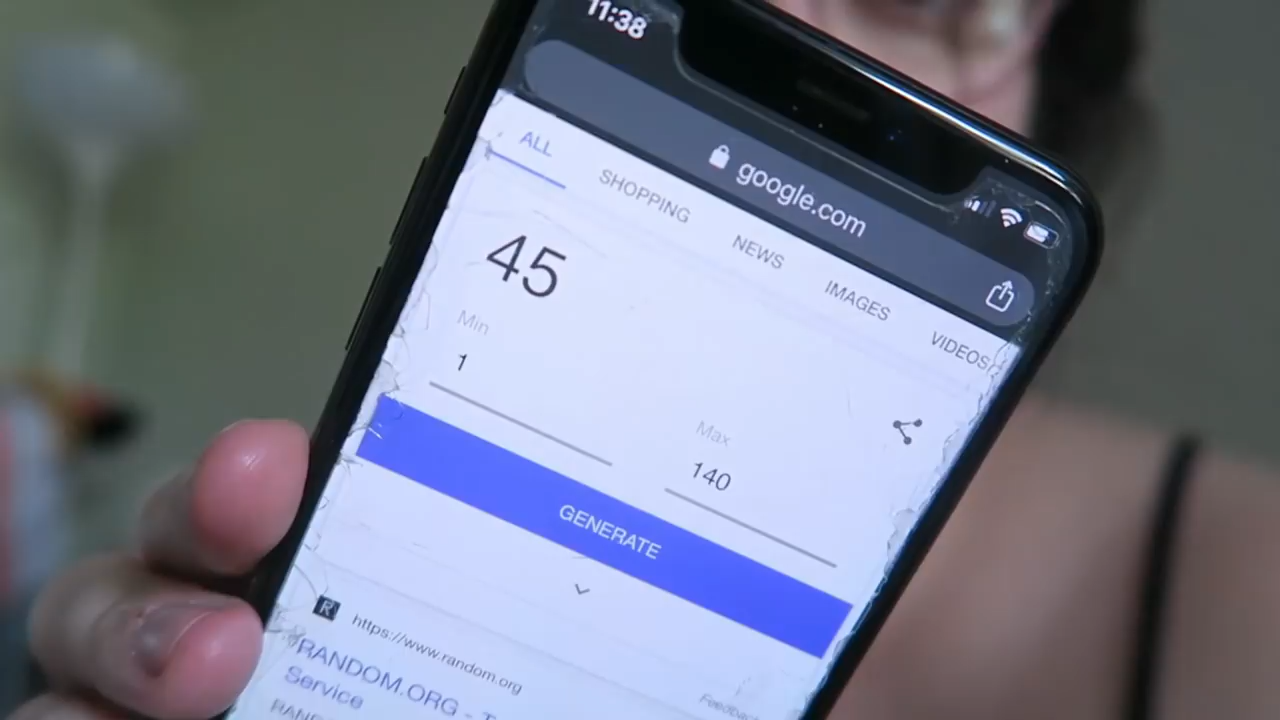 11:38
google.com
ALL SHOPPING NEWS IMAGES VIDEOS
45
Min
1
Max
140
GENERATE
https://www.random.org
RANDOM.ORG - T
Service
Feedback